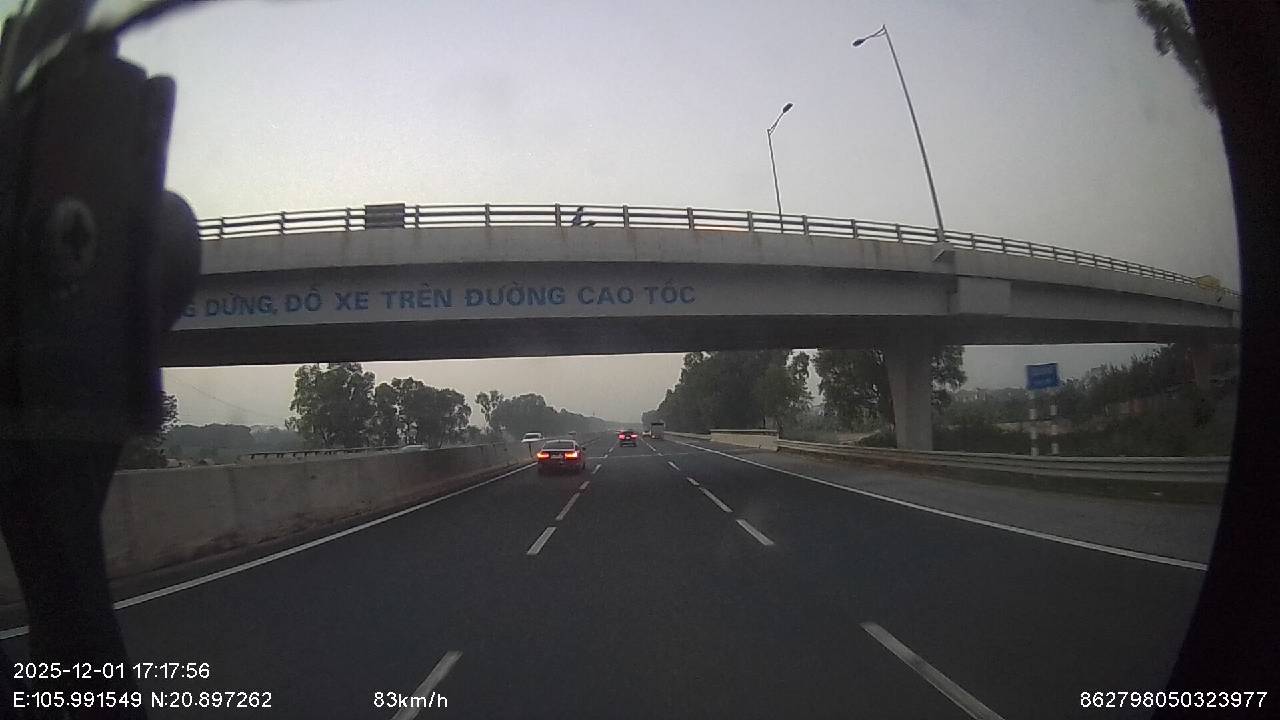 DỪNG, ĐỖ XE TRÊN ĐƯỜNG CAO TỐC
2025-12-01 17:17:56
E:105.991549 N:20.897262
83km/h
862798050323977